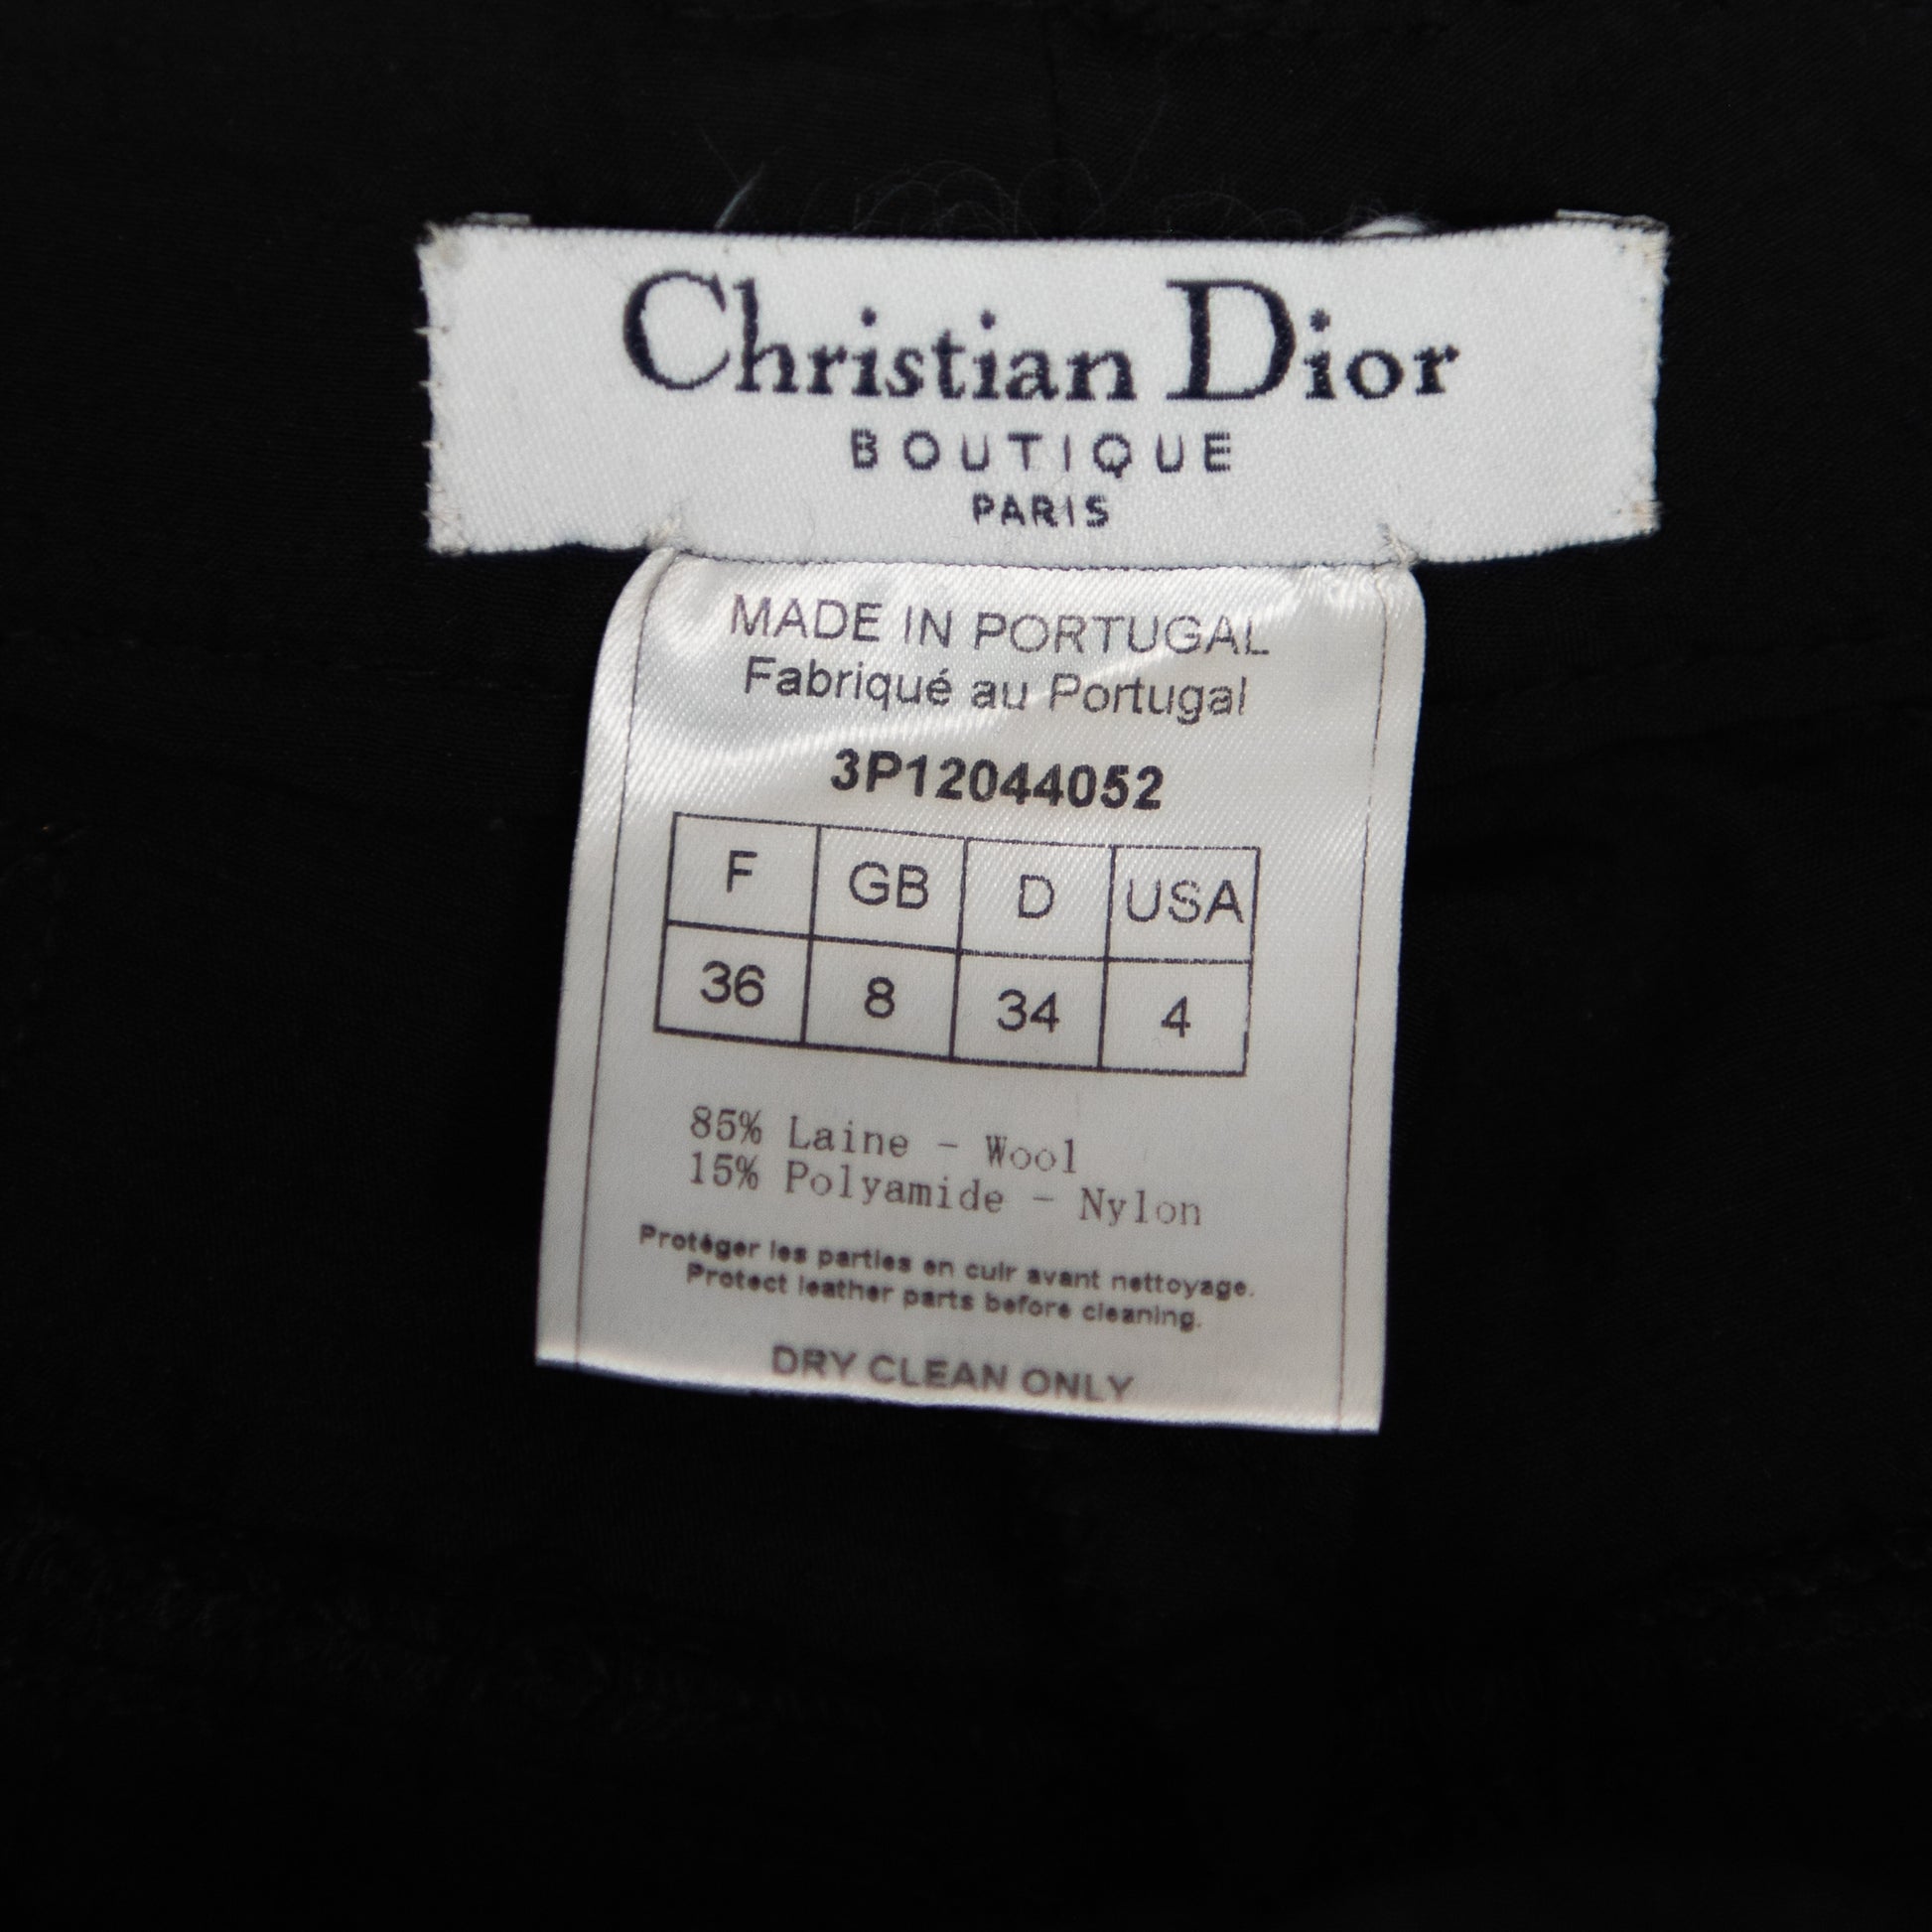 Christian Dior
BOUTIQUE
PARIS
MADE IN PORTUGAL
Fabriqué au Portugal
3P12044052
F GB D USA
36 8 34 4
85% Laine - Wool
15% Polyamide - Nylon
Protéger les parties en cuir avant nettoyage.
Protect leather parts before cleaning.
DRY CLEAN ONLY